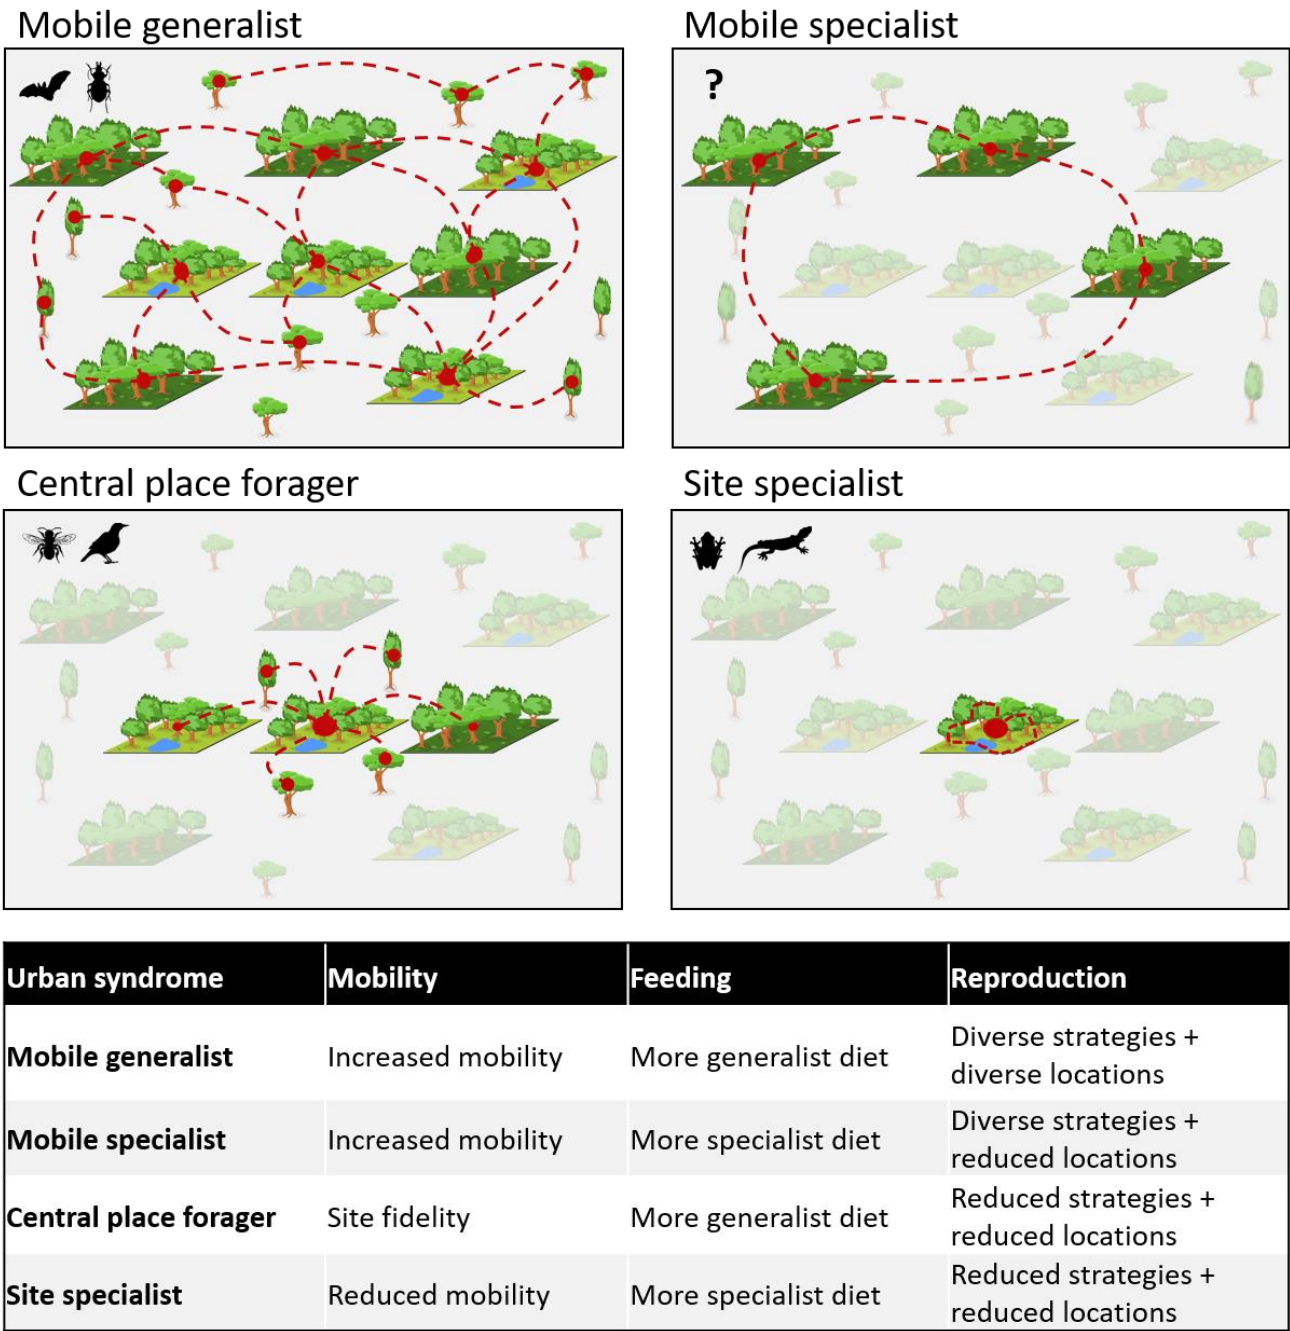 Mobile generalist
Mobile specialist
?
Central place forager
Site specialist
Urban syndrome Mobility Feeding Reproduction
Mobile generalist Increased mobility More generalist diet Diverse strategies +
diverse locations
Mobile specialist Increased mobility More specialist diet Diverse strategies +
reduced locations
Central place forager Site fidelity More generalist diet Reduced strategies +
reduced locations
Site specialist Reduced mobility More specialist diet Reduced strategies +
reduced locations